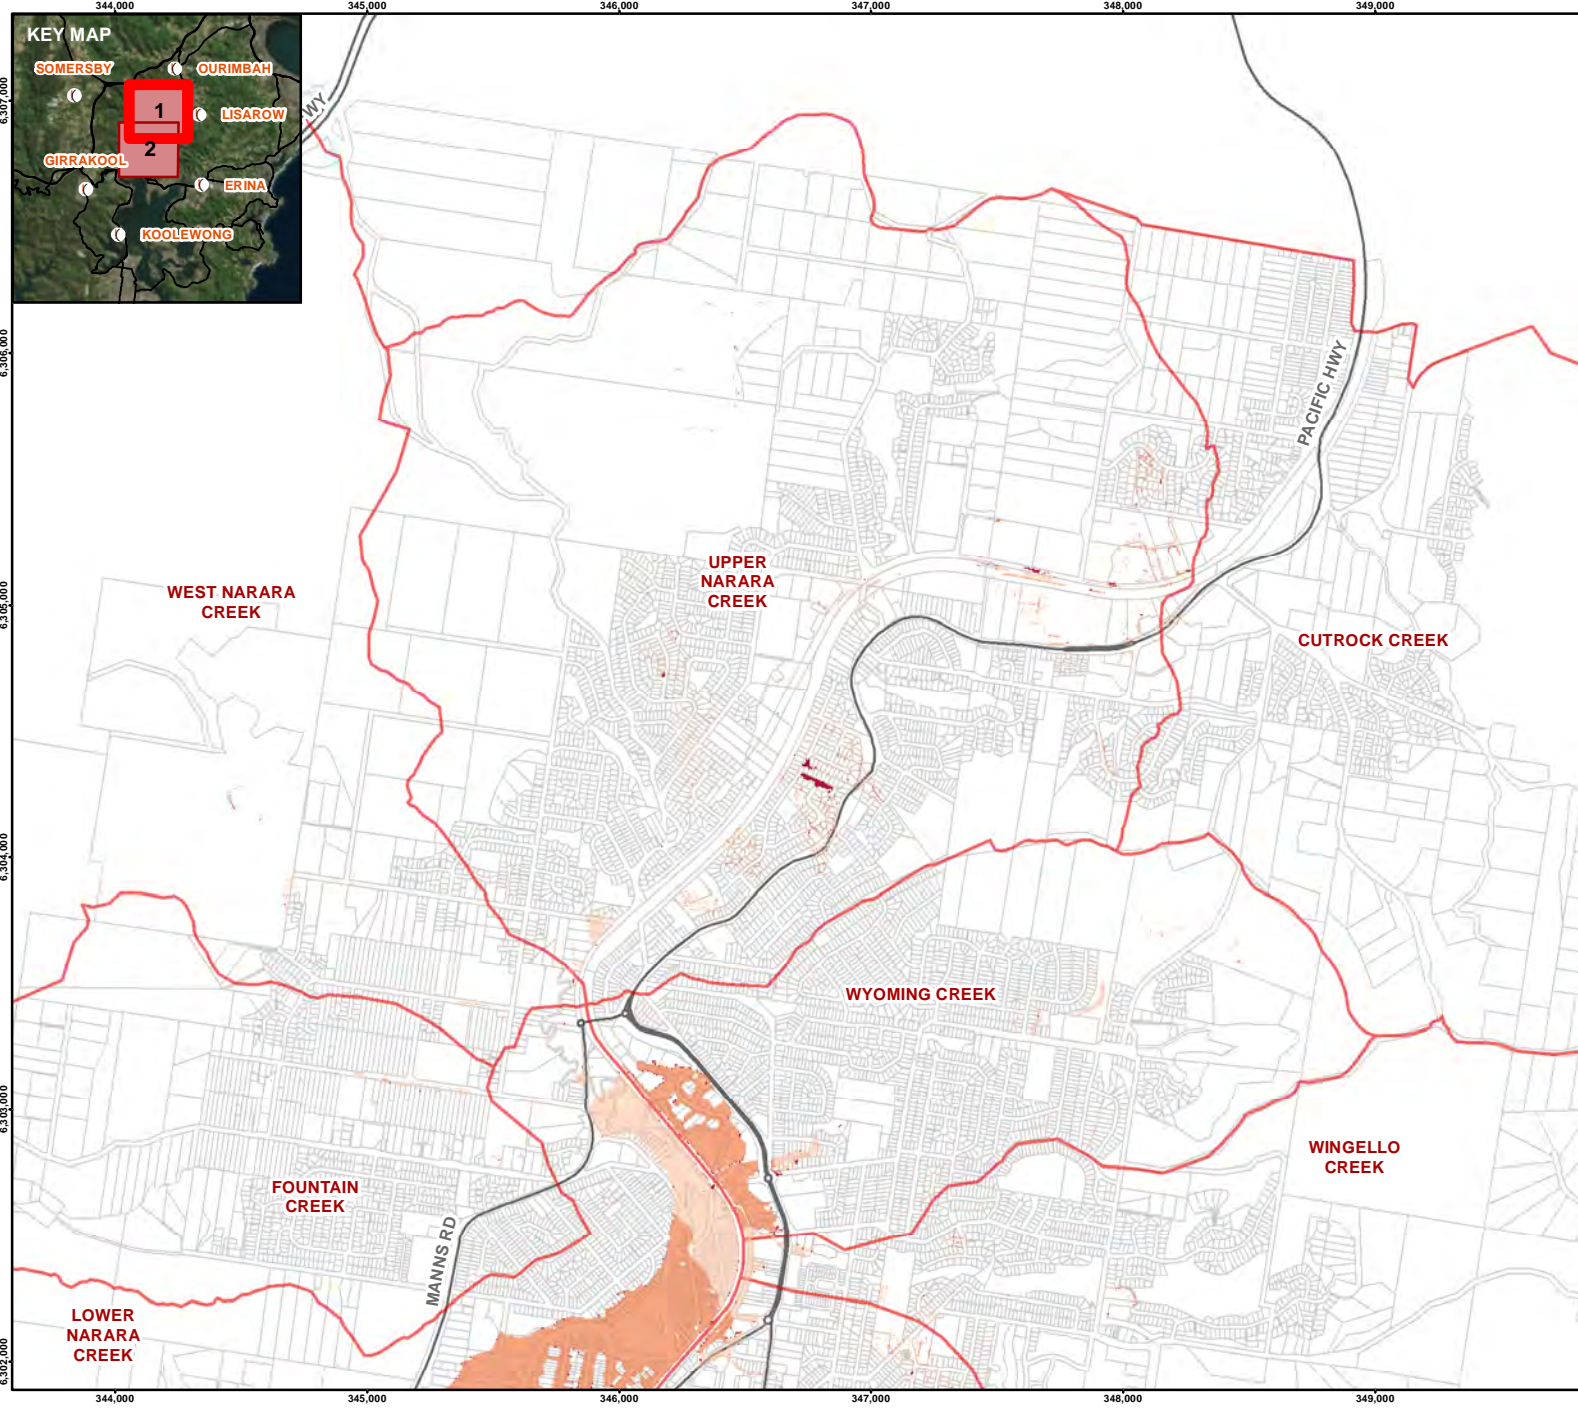 344,000
345,000
346,000
347,000
348,000
349,000
KEY MAP
SOMERSBY
OURIMBAH
1
LISAROW
2
GIRRAKOOL
ERINA
KOOLEWONG
WY
6,307,000
6,306,000
6,305,000
6,304,000
6,303,000
6,302,000
PACIFIC HWY
UPPER
NARARA
CREEK
WEST NARARA
CREEK
CUTROCK CREEK
WYOMING CREEK
WINGELLO
CREEK
FOUNTAIN
CREEK
MANNS RD
LOWER
NARARA
CREEK
344,000
345,000
346,000
347,000
348,000
349,000